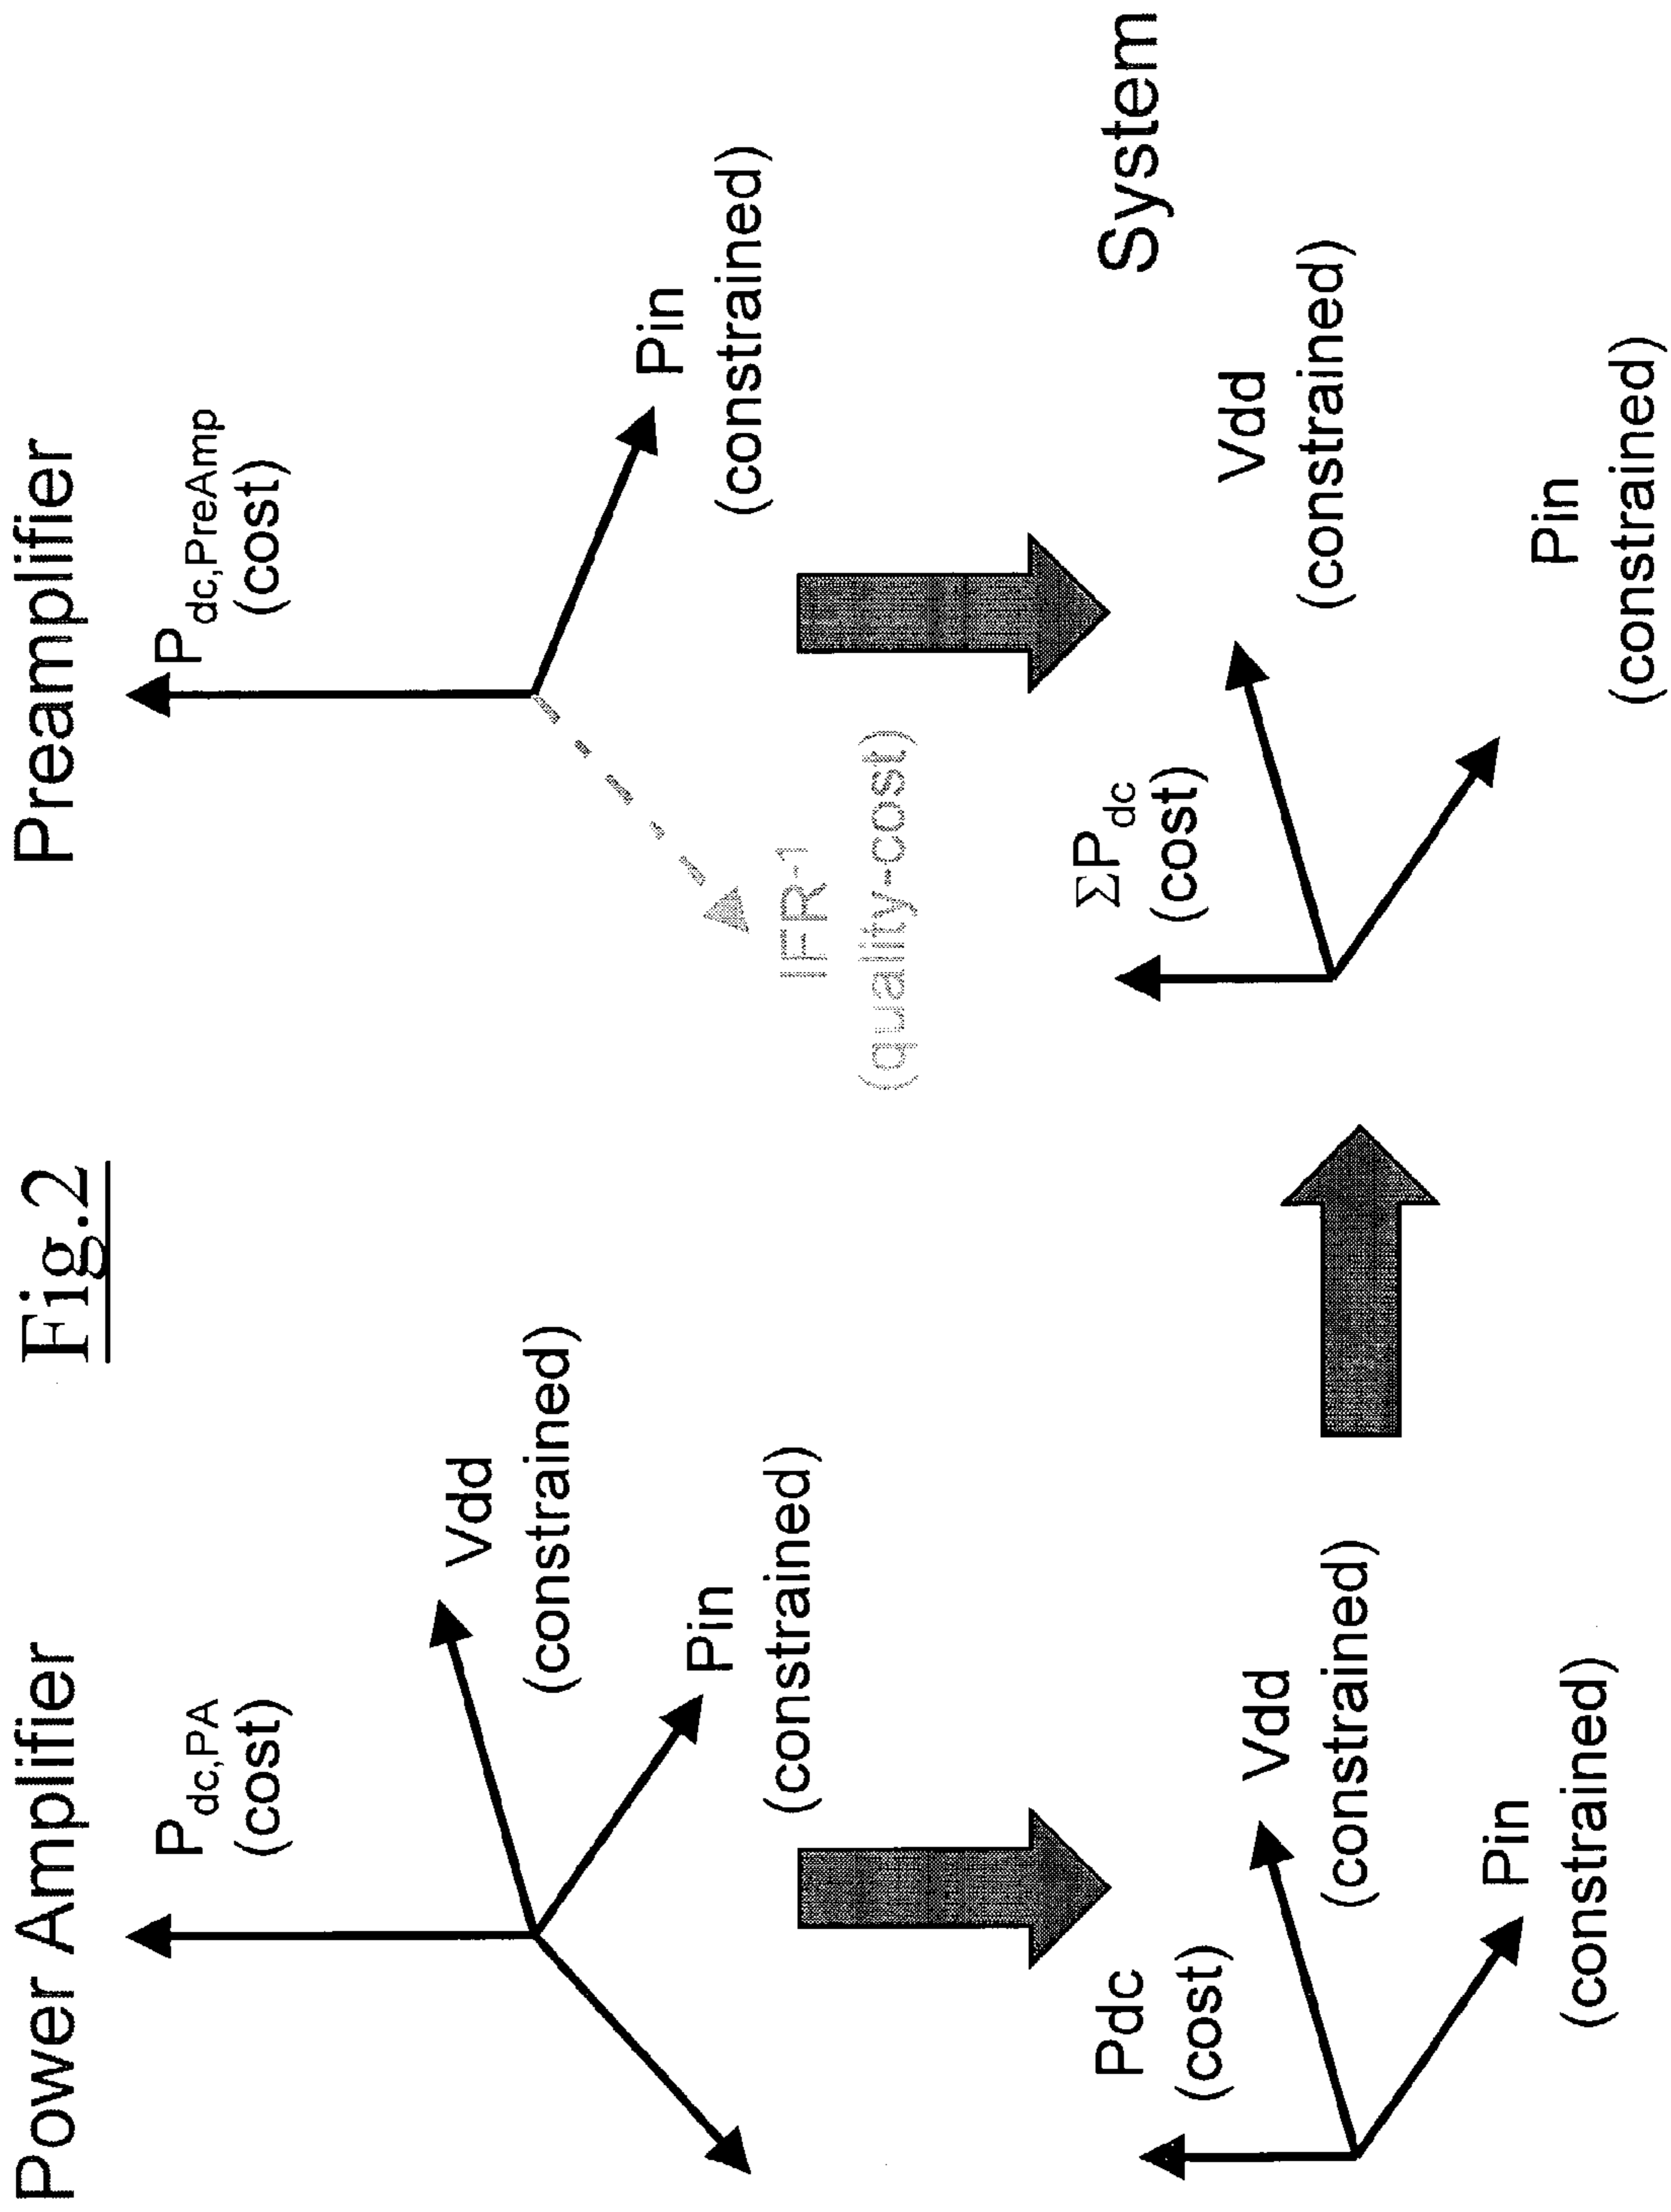 Fig.2
Power Amplifier
P dc,PA
(cost)
Vdd
(constrained)
Pin
(constrained)
Preamplifier
P dc,PreAmp
(cost)
Pin
(constrained)
IFR-1
(quality-cost)
Pdc
(cost)
Vdd
(constrained)
Pin
(constrained)
System
ΣP dc
(cost)
Vdd
(constrained)
Pin
(constrained)